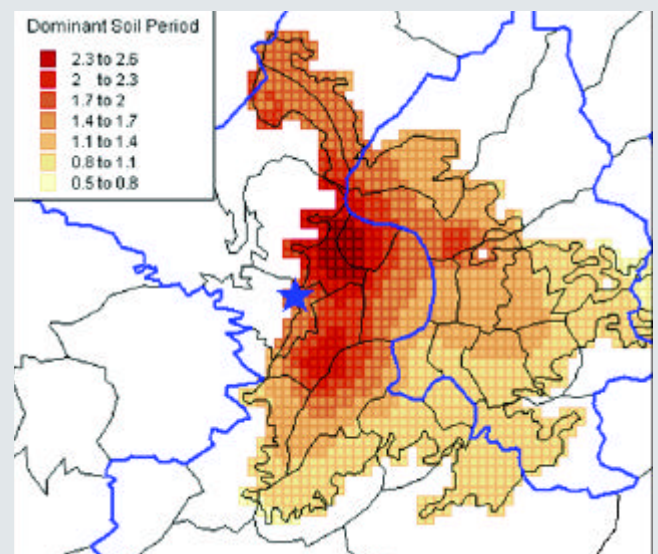 Dominant Soil Period
2.3 to 2.6
2 to 2.3
1.7 to 2
1.4 to 1.7
1.1 to 1.4
0.8 to 1.1
0.5 to 0.8